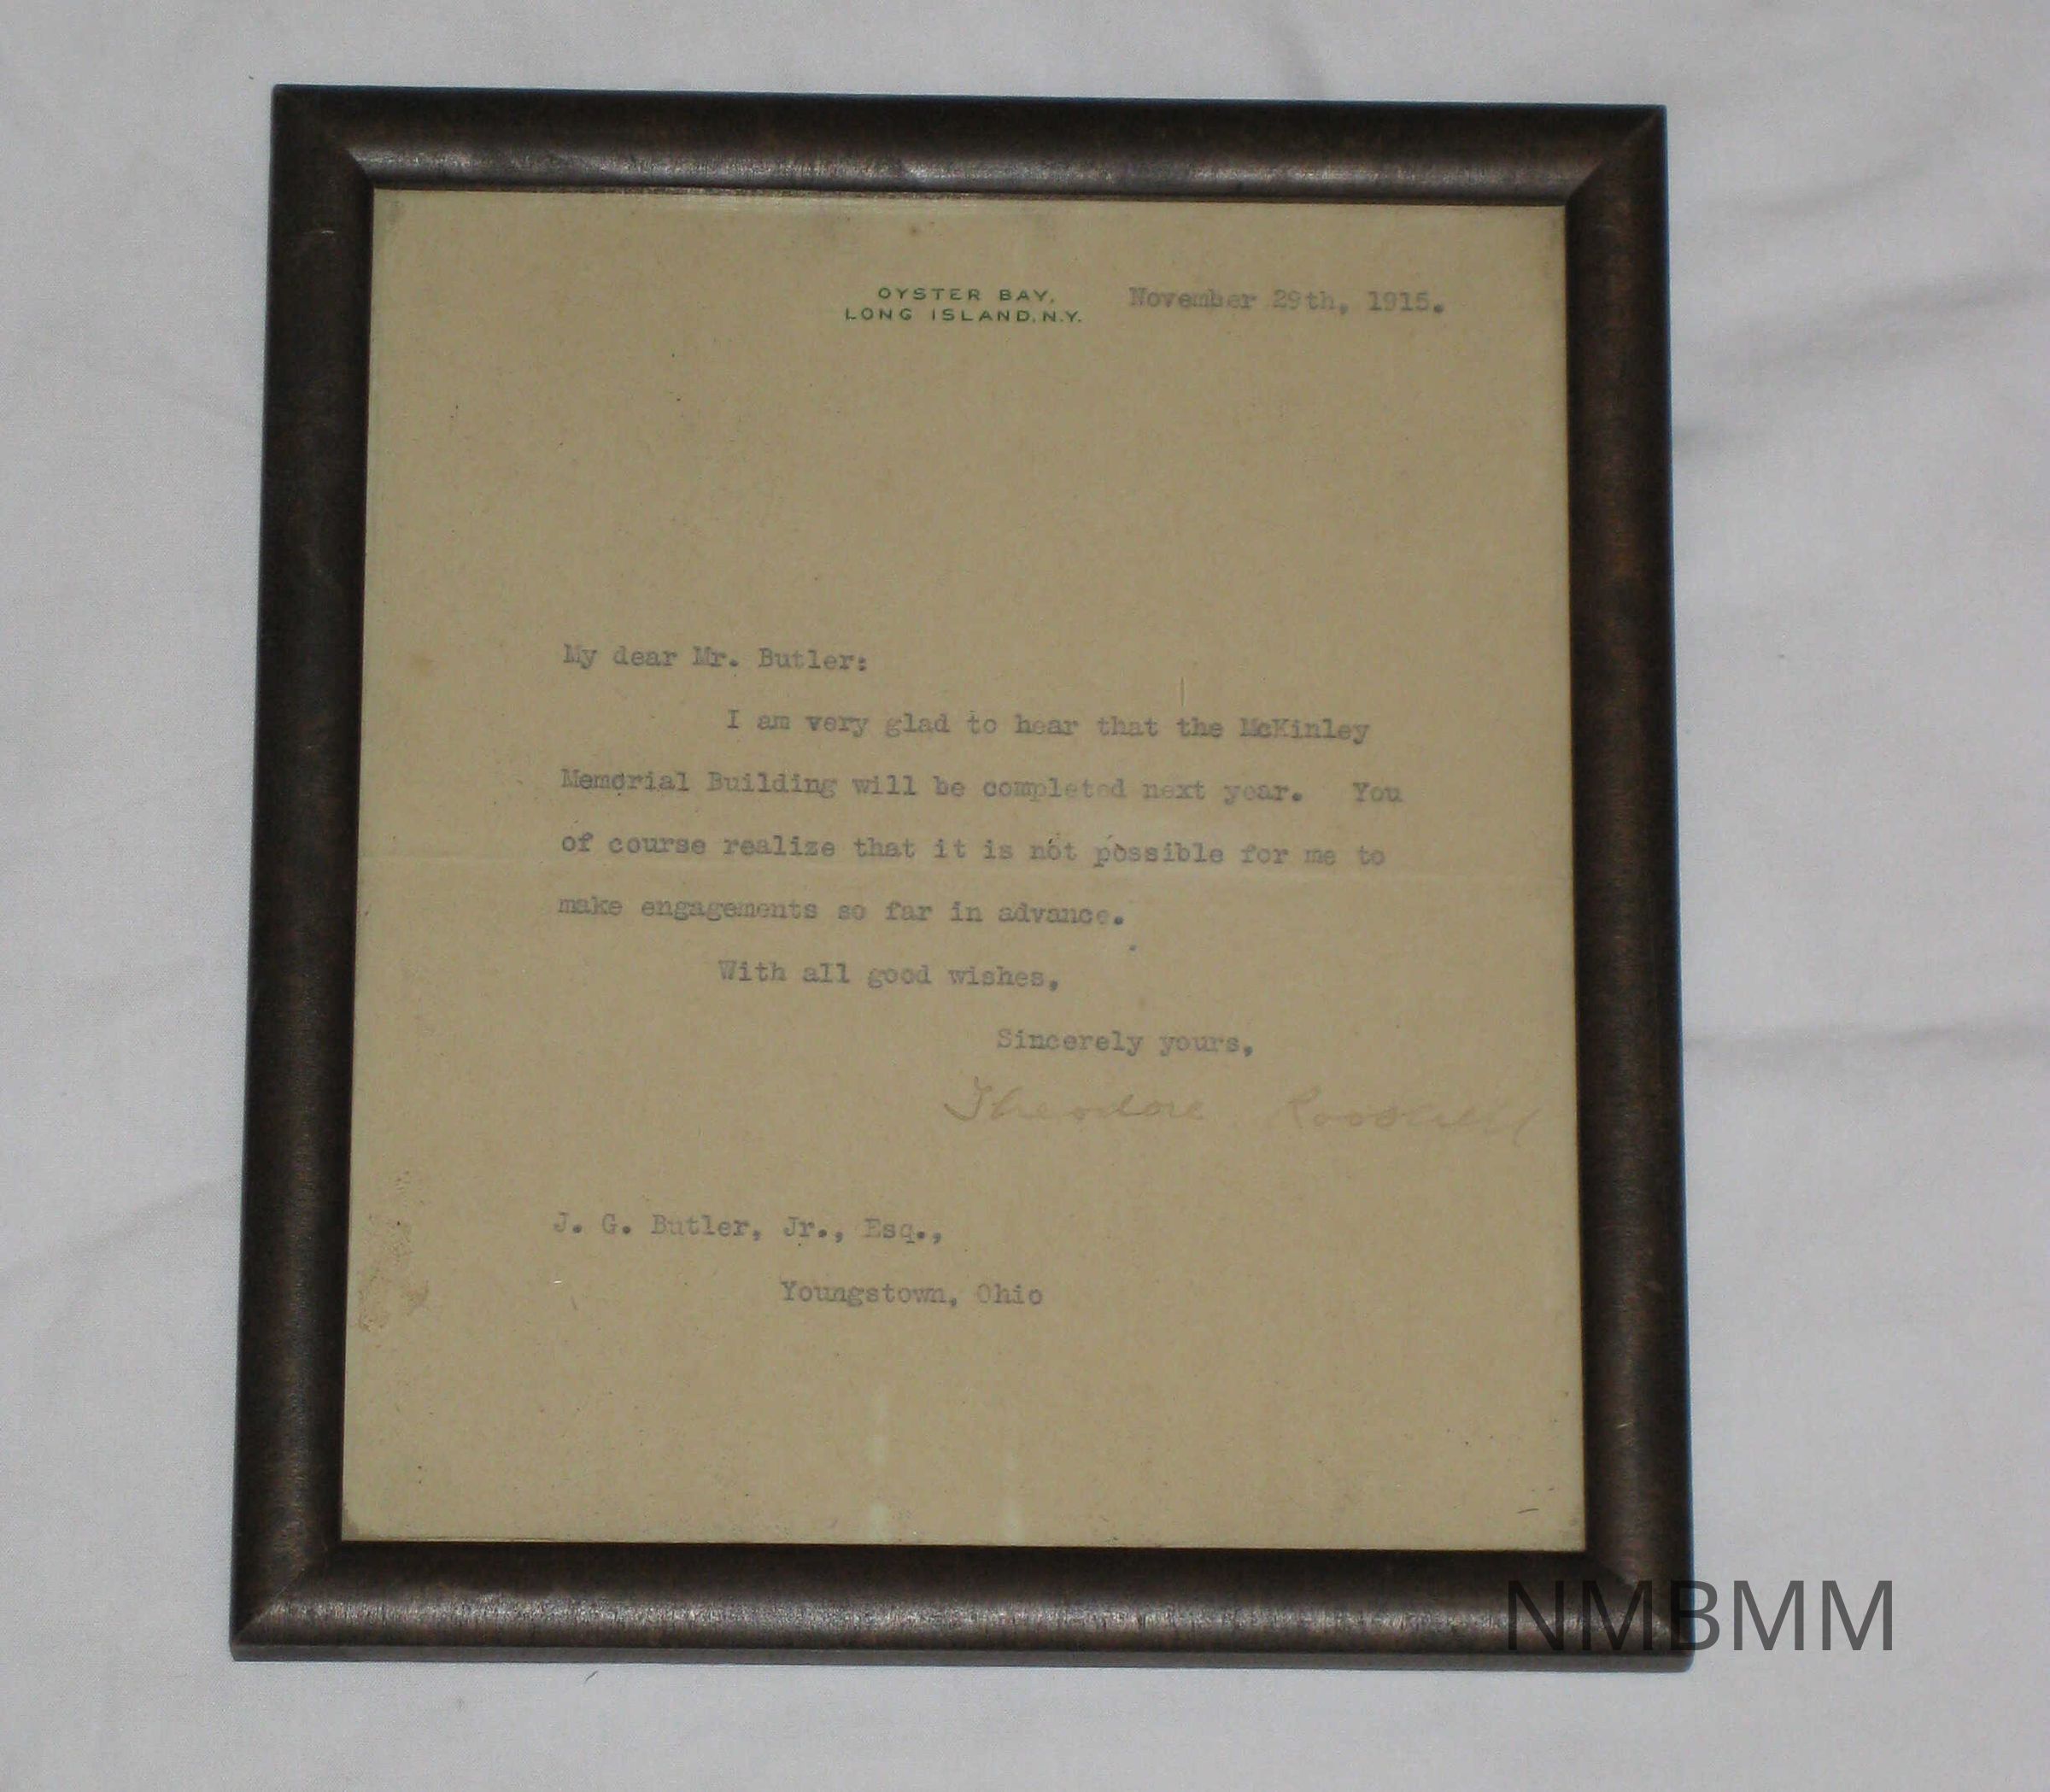 OYSTER BAY,
LONG ISLAND, N.Y.
November 29th, 1915.
My dear Mr. Butler:
I am very glad to hear that the McKinley
Memorial Building will be completed next year. You
of course realize that it is not possible for me to
make engagements so far in advance.
With all good wishes,
Sincerely yours,
Theodore Roosevelt
J. G. Butler, Jr., Esq.,
Youngstown, Ohio
NMBMM